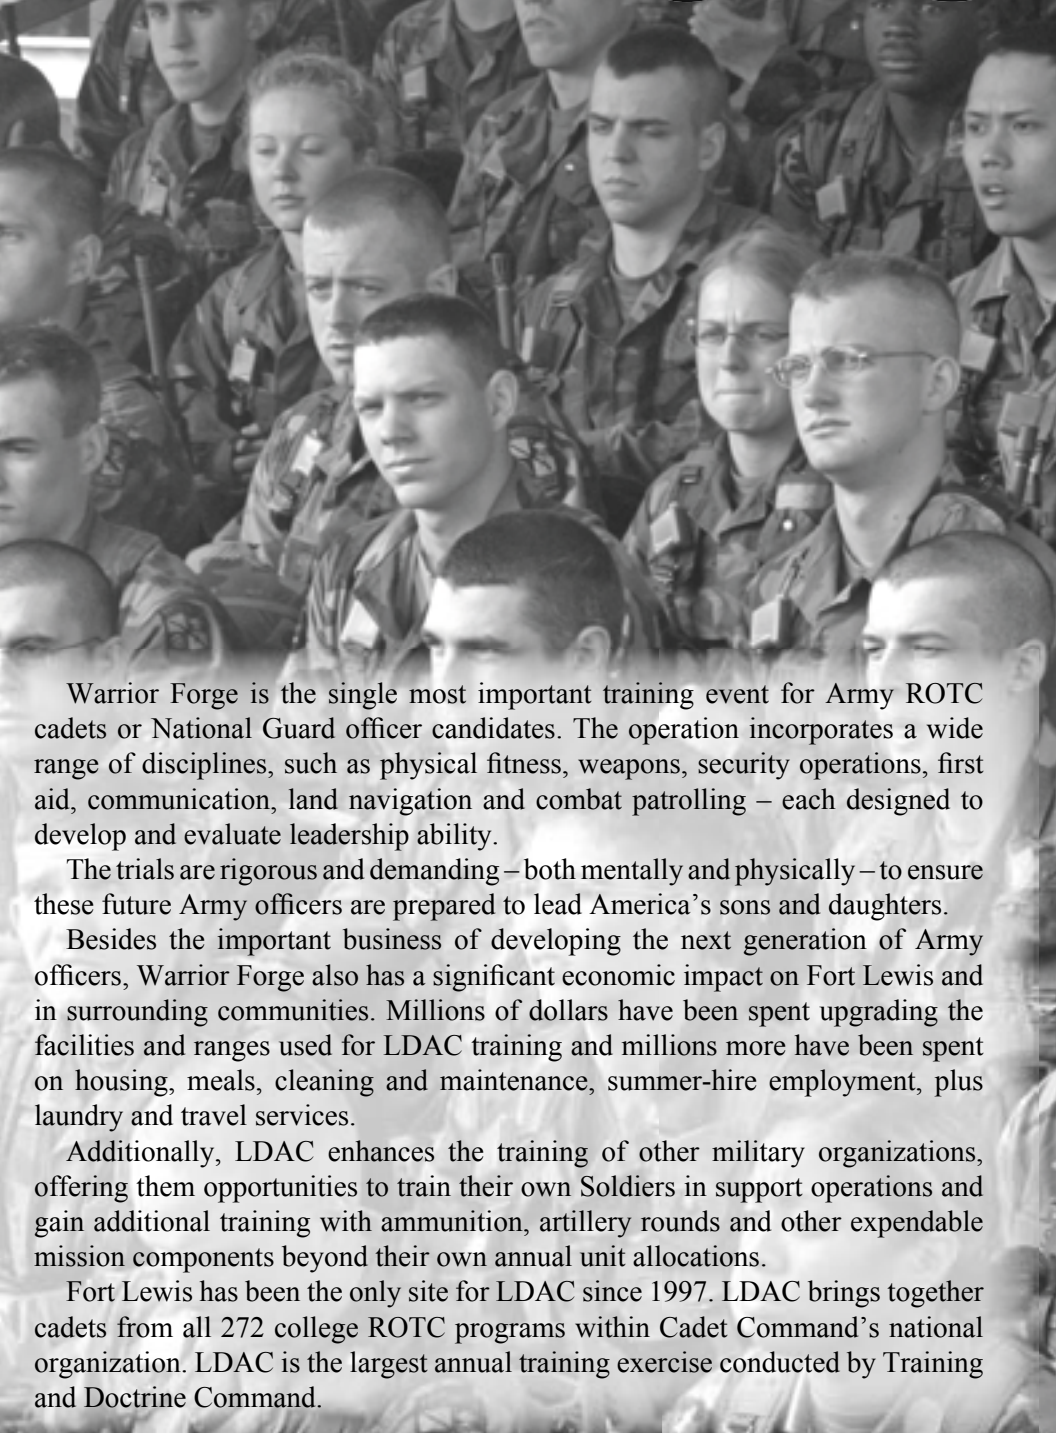 Warrior Forge is the single most important training event for Army ROTC
cadets or National Guard officer candidates. The operation incorporates a wide
range of disciplines, such as physical fitness, weapons, security operations, first
aid, communication, land navigation and combat patrolling – each designed to
develop and evaluate leadership ability.
The trials are rigorous and demanding – both mentally and physically – to ensure
these future Army officers are prepared to lead America's sons and daughters.
Besides the important business of developing the next generation of Army
officers, Warrior Forge also has a significant economic impact on Fort Lewis and
in surrounding communities. Millions of dollars have been spent upgrading the
facilities and ranges used for LDAC training and millions more have been spent
on housing, meals, cleaning and maintenance, summer-hire employment, plus
laundry and travel services.
Additionally, LDAC enhances the training of other military organizations,
offering them opportunities to train their own Soldiers in support operations and
gain additional training with ammunition, artillery rounds and other expendable
mission components beyond their own annual unit allocations.
Fort Lewis has been the only site for LDAC since 1997. LDAC brings together
cadets from all 272 college ROTC programs within Cadet Command's national
organization. LDAC is the largest annual training exercise conducted by Training
and Doctrine Command.